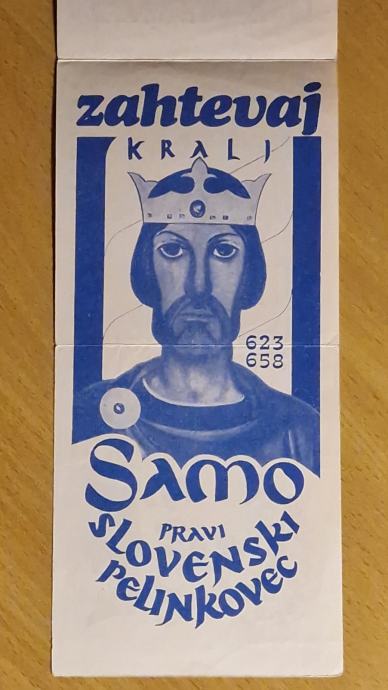 zahtevaj
KRALJ
623
658
SAMO
PRAVI
SLOVENSKI
PELINKOVEC